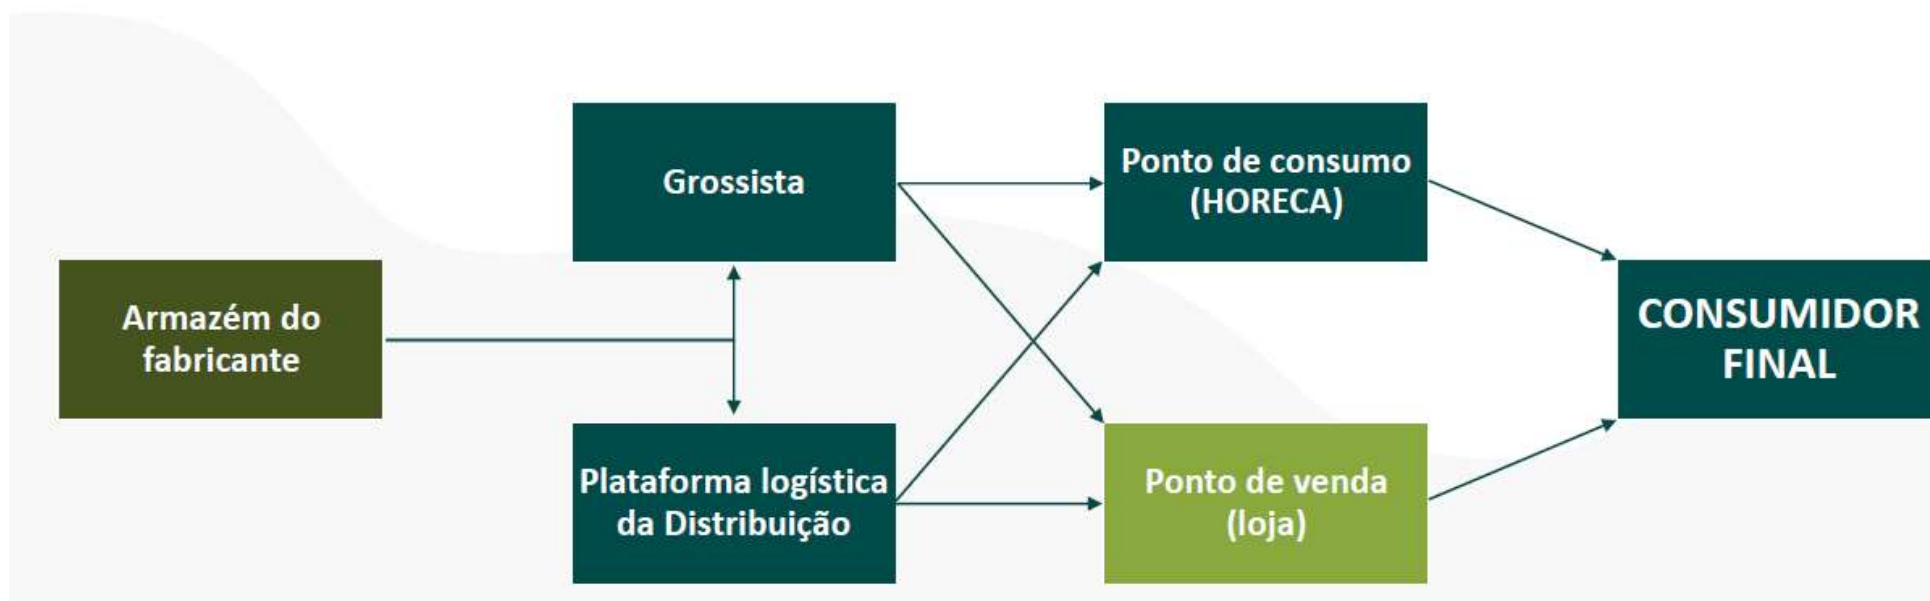 Grossista
Ponto de consumo
(HORECA)
Armazém do
fabricante
CONSUMIDOR
FINAL
Plataforma logística
da Distribuição
Ponto de venda
(loja)